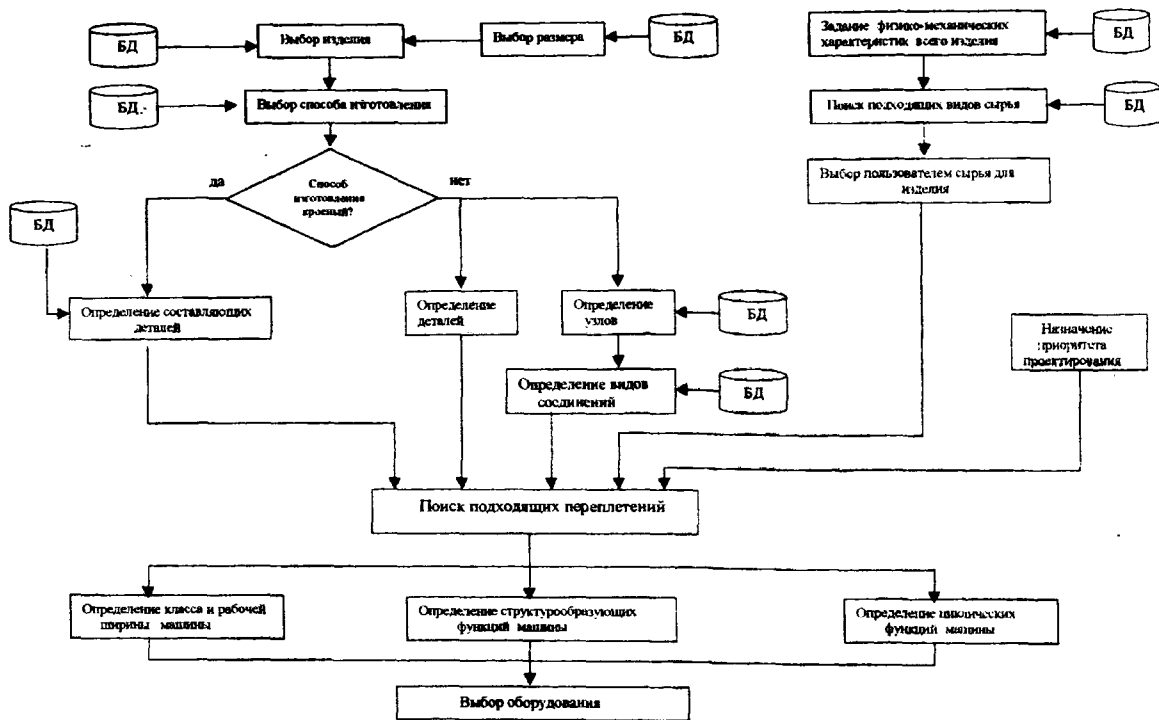 БД
Выбор изделия
Выбор размера
БД
Задание физико-механических
характеристик всего изделия
БД
БД
Выбор способа изготовления
Поиск подходящих видов сырья
БД
да
Способ
изготовления
кроеный?
нет
Выбор пользователем сырья для
изделия
БД
Определение составляющих
деталей
Определение
деталей
Определение
узлов
БД
Назначение
приоритета
проектирования
Определение видов
соединений
БД
Поиск подходящих переплетений
Определение класса и рабочей
ширины машины
Определение структурообразующих
функций машины
Определение циклических
функций машины
Выбор оборудования